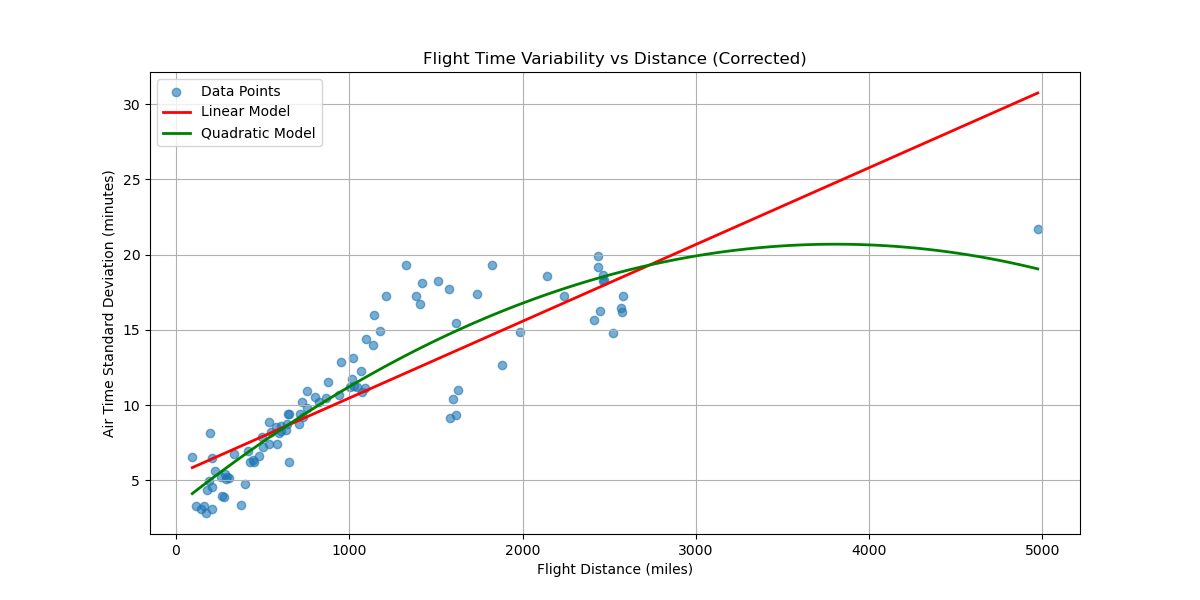 Flight Time Variability vs Distance (Corrected)
Data Points
Linear Model
Quadratic Model
30
25
20
15
10
5
Air Time Standard Deviation (minutes)
0
1000
2000
3000
4000
5000
Flight Distance (miles)